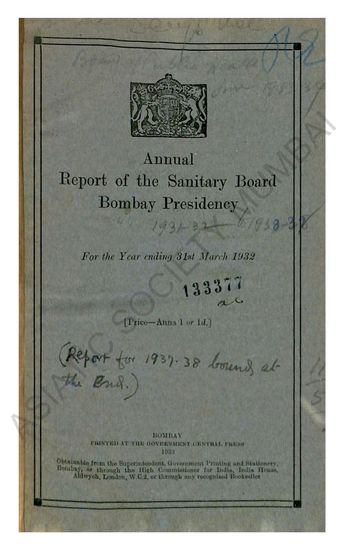 Annual
Report of the Sanitary Board
Bombay Presidency
1931-32 to 1938-39
For the Year ending 31st March 1932
133377
[Price—Anna 1 or 1d.]
(Report for 1937-38 bound at
the End.)
BOMBAY
PRINTED AT THE GOVERNMENT CENTRAL PRESS
1933
Obtainable from the Superintendent, Government Printing and Stationery,
Bombay, or through the High Commissioner for India, India House,
Aldwych, London, W.C.2, or through any recognised Bookseller
ASIATIC SOCIETY MUMBAI